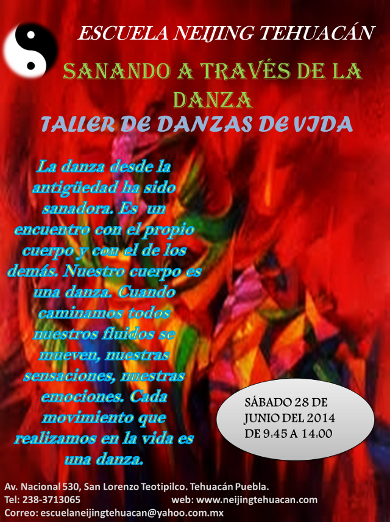 ESCUELA NEIJING TEHUACÁN
SANANDO A TRAVÉS DE LA
DANZA
TALLER DE DANZAS DE VIDA
La danza desde la
antigüedad ha sido
sanadora. Es un
encuentro con el propio
cuerpo y con el de los
demás. Nuestro cuerpo es
una danza. Cuando
caminamos todos
nuestros fluidos se
mueven, nuestras
sensaciones, nuestras
emociones. Cada
movimiento que
realizamos en la vida es
una danza.
SÁBADO 28 DE
JUNIO DEL 2014
DE 9.45 A 14.00
Av. Nacional 530, San Lorenzo Teotipilco. Tehuacán Puebla.
Tel: 238-3713065 web: www.neijingtehuacan.com
Correo: escuelaneijingtehuacan@yahoo.com.mx